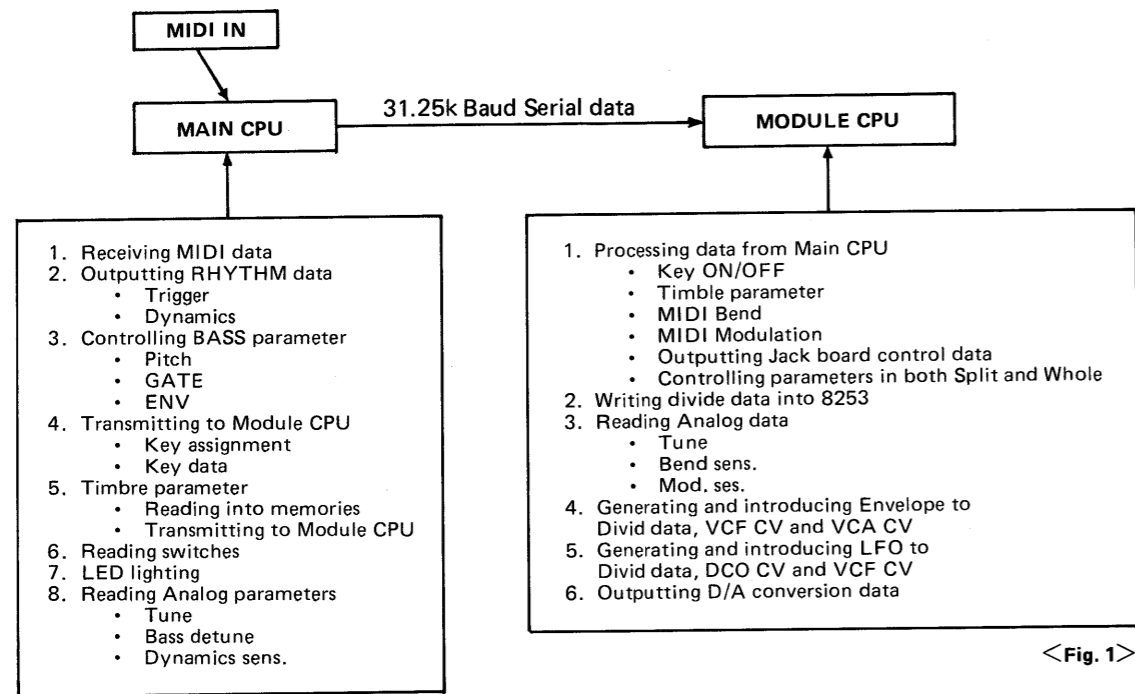 MIDI IN
MAIN CPU
31.25k Baud Serial data
MODULE CPU
1. Receiving MIDI data
2. Outputting RHYTHM data
• Trigger
• Dynamics
3. Controlling BASS parameter
• Pitch
• GATE
• ENV
4. Transmitting to Module CPU
• Key assignment
• Key data
5. Timbre parameter
• Reading into memories
• Transmitting to Module CPU
6. Reading switches
7. LED lighting
8. Reading Analog parameters
• Tune
• Bass detune
• Dynamics sens.
1. Processing data from Main CPU
• Key ON/OFF
• Timble parameter
• MIDI Bend
• MIDI Modulation
• Outputting Jack board control data
• Controlling parameters in both Split and Whole
2. Writing divide data into 8253
3. Reading Analog data
• Tune
• Bend sens.
• Mod. ses.
4. Generating and introducing Envelope to
Divid data, VCF CV and VCA CV
5. Generating and introducing LFO to
Divid data, DCO CV and VCF CV
6. Outputting D/A conversion data
<Fig. 1>